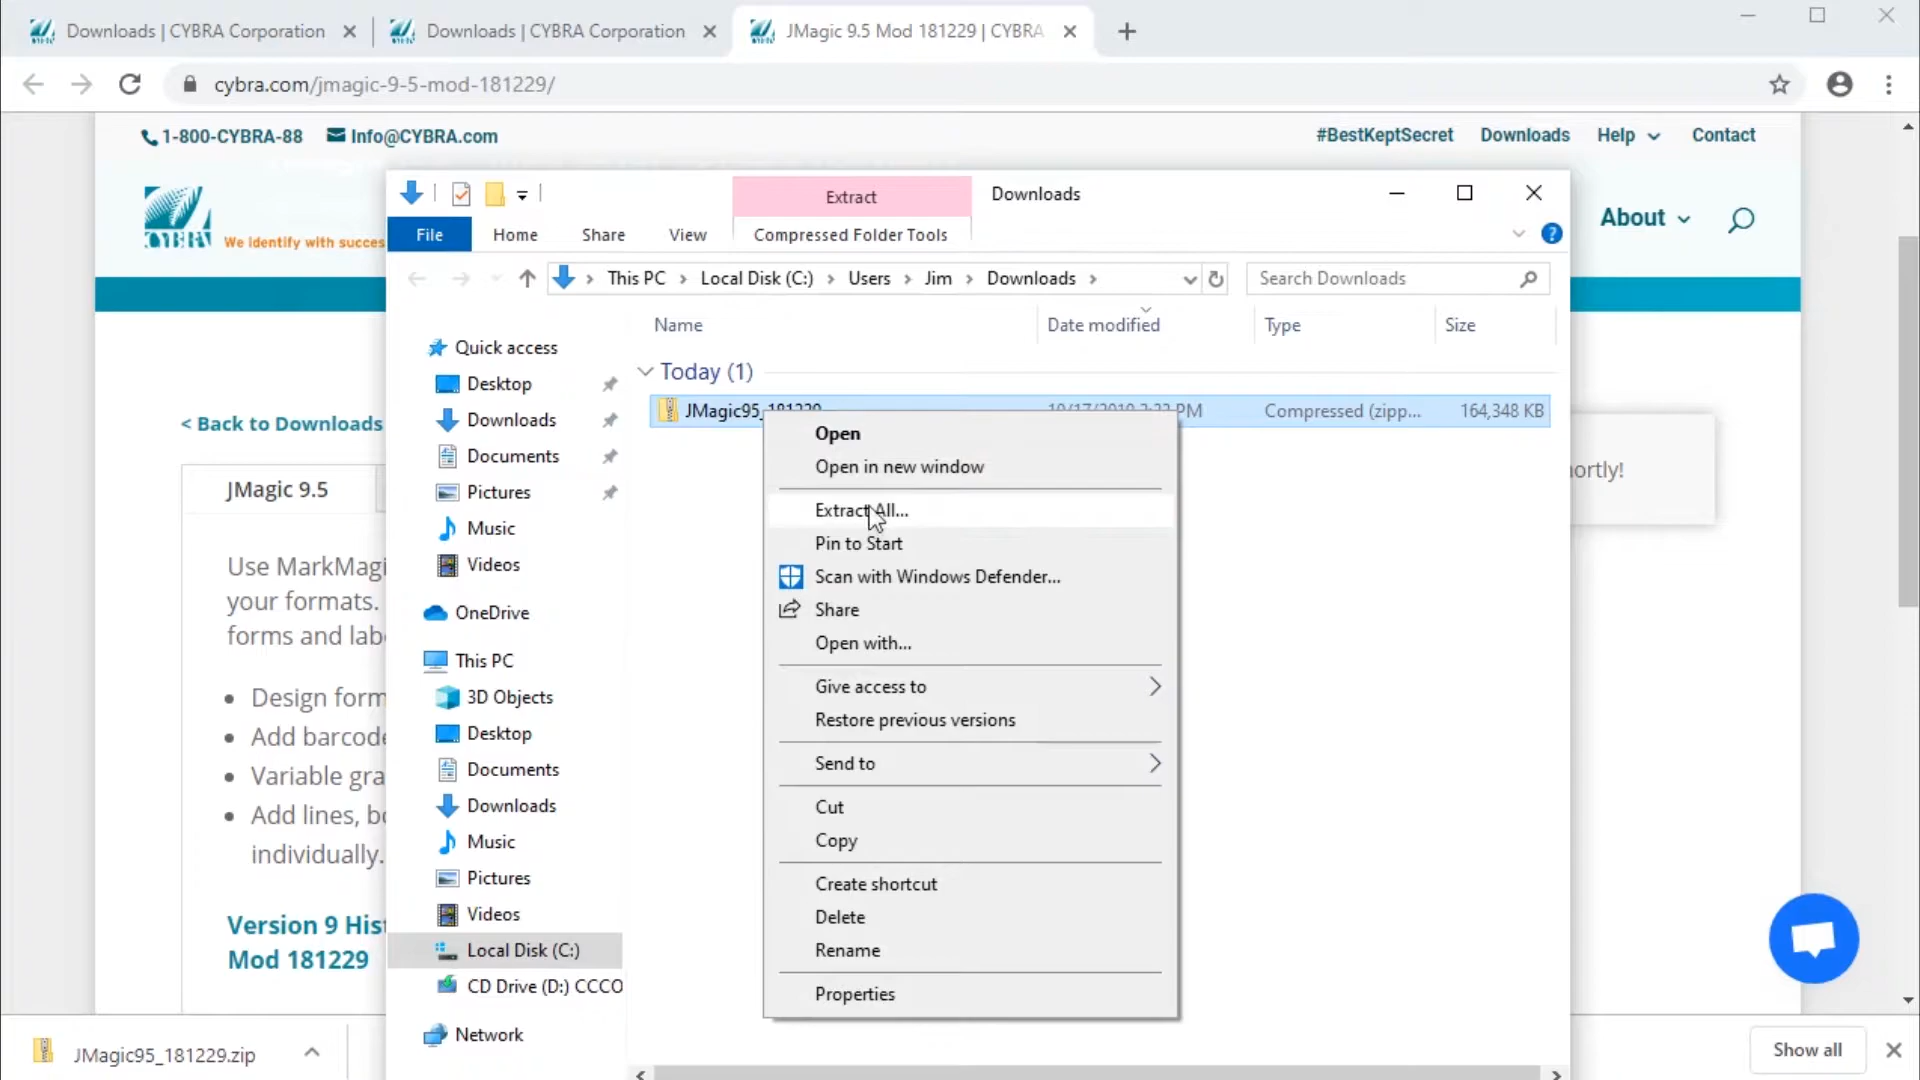 Downloads | CYBRA Corporation
Downloads | CYBRA Corporation
JMagic 9.5 Mod 181229 | CYBRA
cybra.com/jmagic-9-5-mod-181229/
1-800-CYBRA-88
Info@CYBRA.com
#BestKeptSecret
Downloads
Help
Contact
CYBRA
We identify with succes
About
< Back to Downloads
JMagic 9.5
Use MarkMagi
your formats.
forms and lab
Design form
Add barcode
Variable gra
Add lines, bo
individually.
Version 9 Hist
Mod 181229
ortly!
Extract
Downloads
File
Home
Share
View
Compressed Folder Tools
This PC
Local Disk (C:)
Users
Jim
Downloads
Search Downloads
Name
Date modified
Type
Size
Quick access
Desktop
Downloads
Documents
Pictures
Music
Videos
OneDrive
This PC
3D Objects
Desktop
Documents
Downloads
Music
Pictures
Videos
Local Disk (C:)
CD Drive (D:) CCCO
Network
Today (1)
JMagic95_181229
PM
Compressed (zipp...
164,348 KB
Open
Open in new window
Extract All...
Pin to Start
Scan with Windows Defender...
Share
Open with...
Give access to
Restore previous versions
Send to
Cut
Copy
Create shortcut
Delete
Rename
Properties
JMagic95_181229.zip
Show all